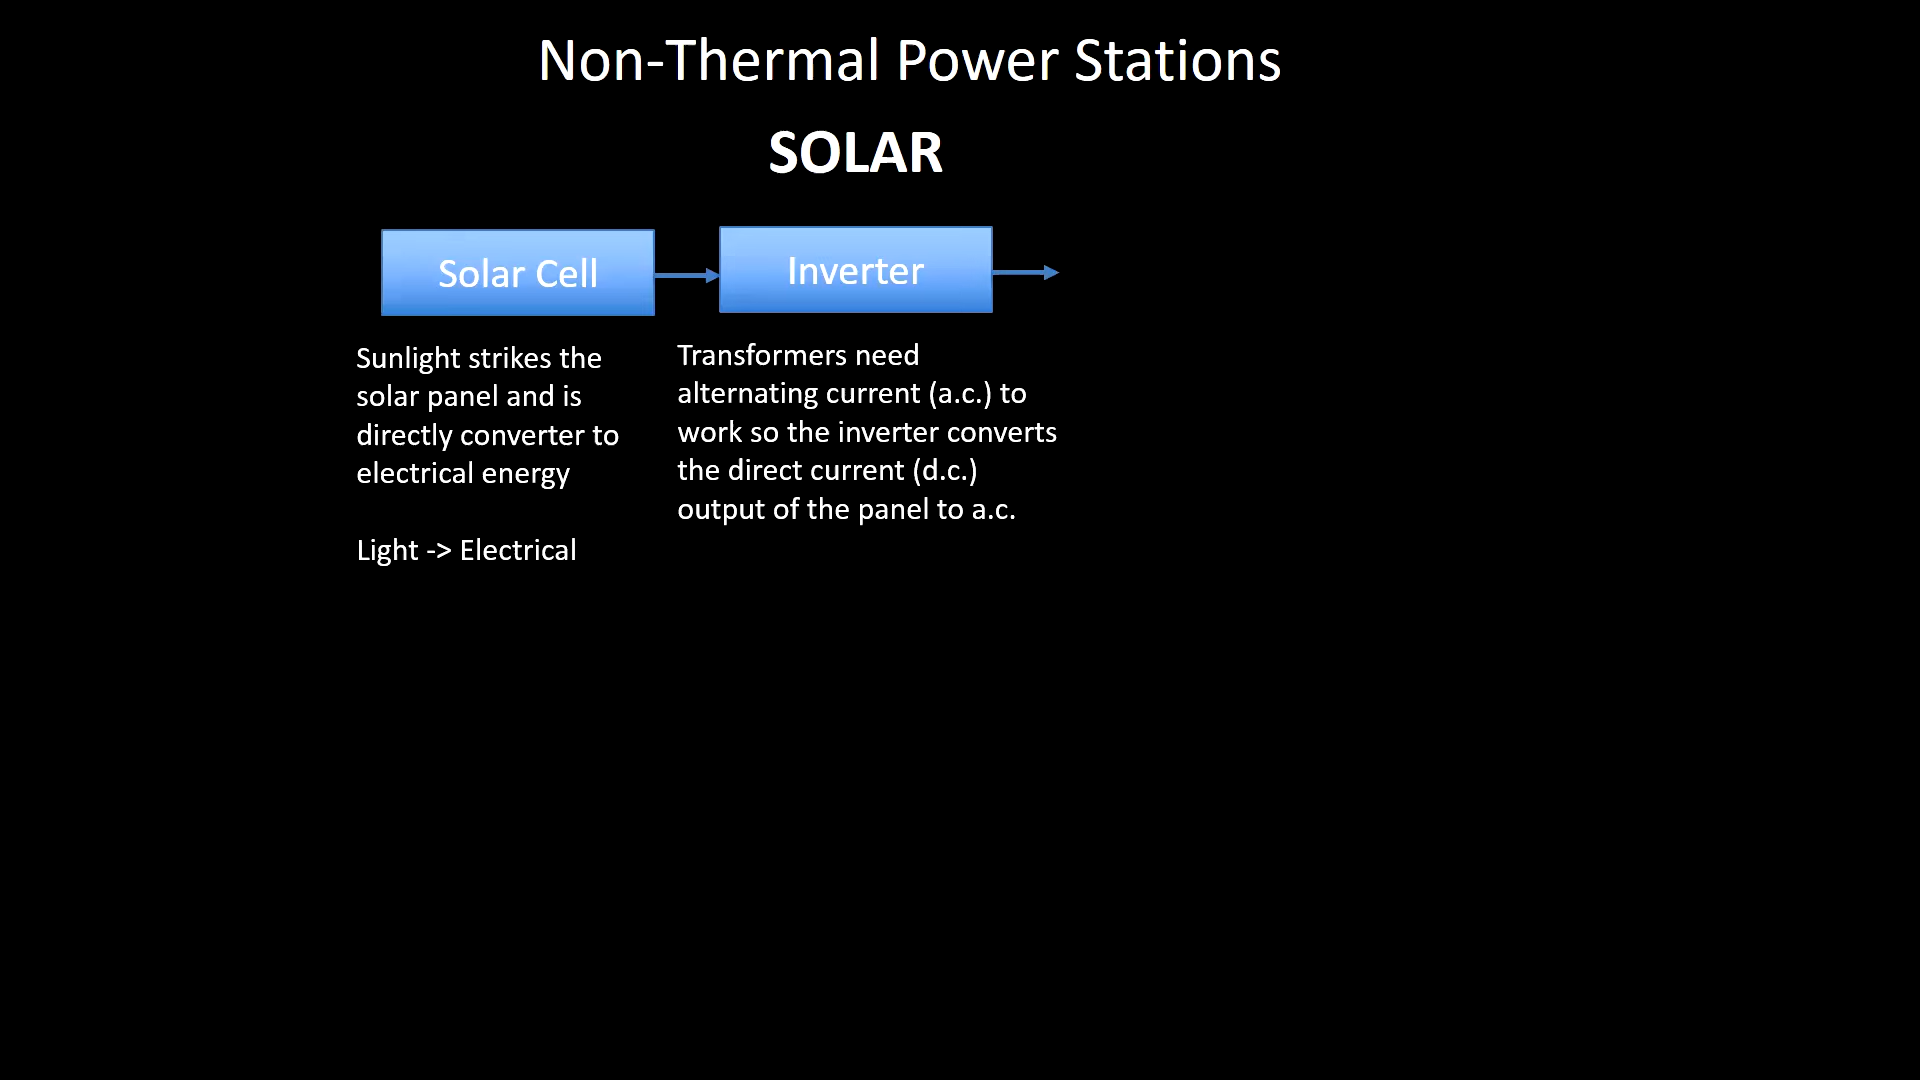 Non-Thermal Power Stations
SOLAR
Solar Cell
Inverter
Sunlight strikes the
solar panel and is
directly converter to
electrical energy
Light -> Electrical
Transformers need
alternating current (a.c.) to
work so the inverter converts
the direct current (d.c.)
output of the panel to a.c.